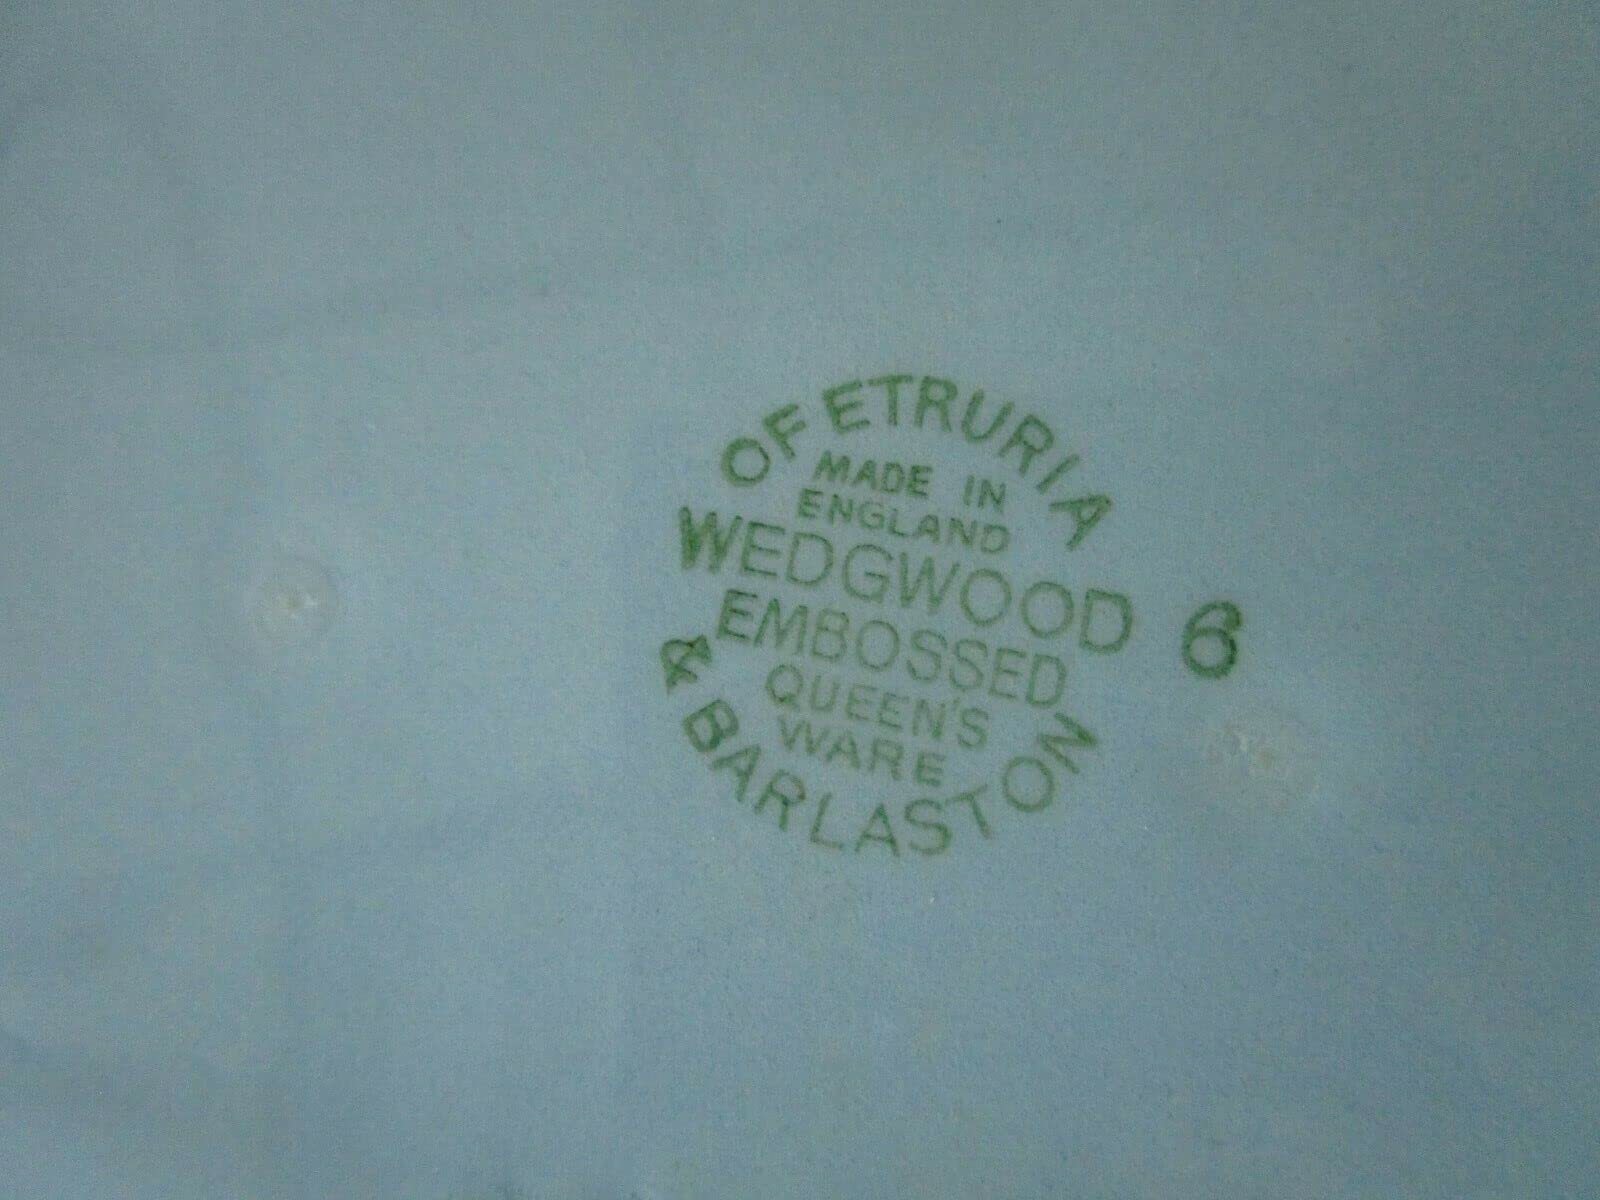 OF ETRURIA
MADE IN
ENGLAND
WEDGWOOD 6
EMBOSSED
QUEEN'S
WARE
& BARLASTON